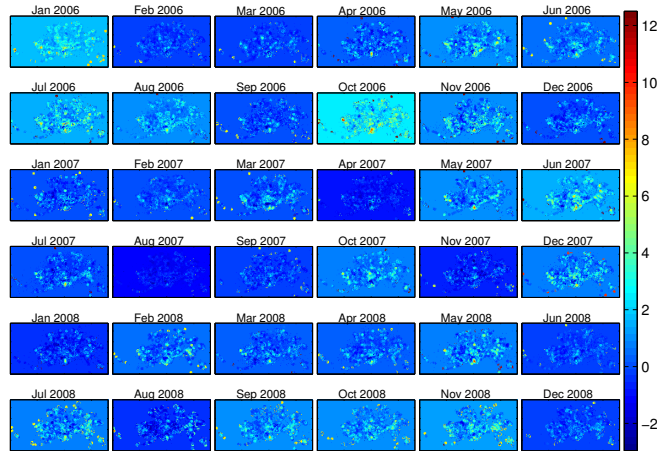 Jan 2006 Feb 2006 Mar 2006 Apr 2006 May 2006 Jun 2006
Jul 2006 Aug 2006 Sep 2006 Oct 2006 Nov 2006 Dec 2006
Jan 2007 Feb 2007 Mar 2007 Apr 2007 May 2007 Jun 2007
Jul 2007 Aug 2007 Sep 2007 Oct 2007 Nov 2007 Dec 2007
Jan 2008 Feb 2008 Mar 2008 Apr 2008 May 2008 Jun 2008
Jul 2008 Aug 2008 Sep 2008 Oct 2008 Nov 2008 Dec 2008
12
10
8
6
4
2
0
−2